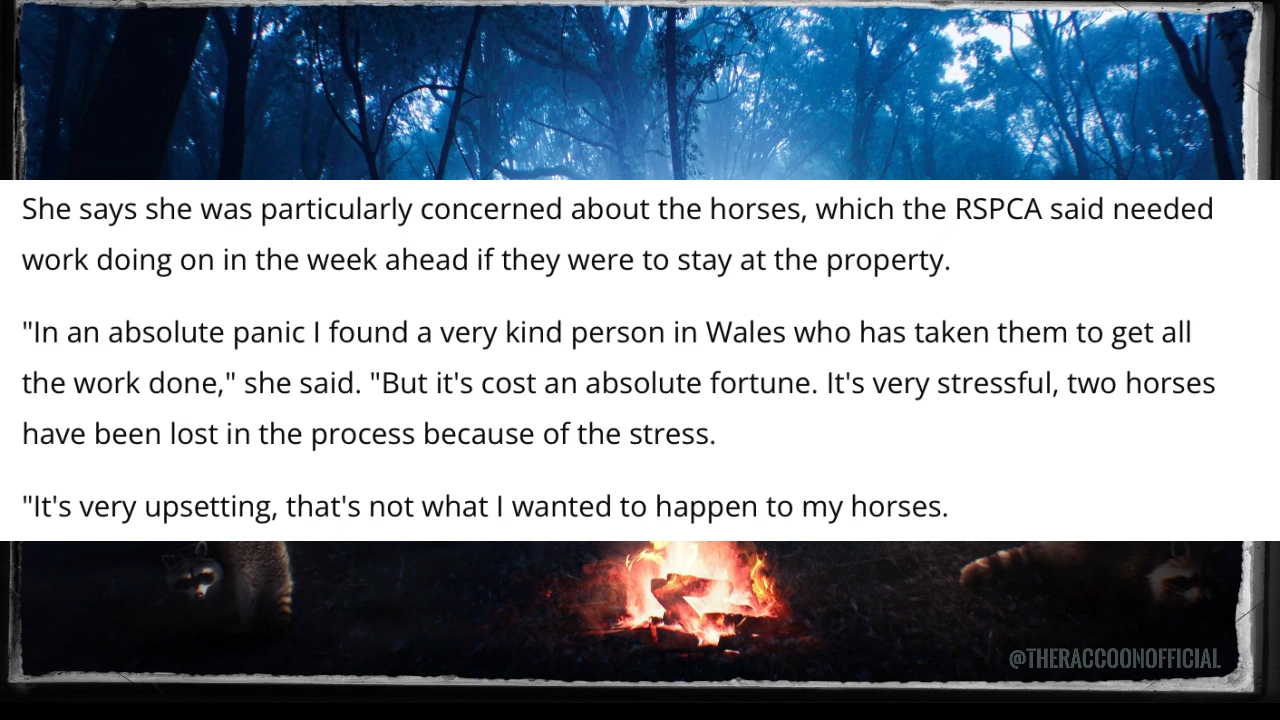 She says she was particularly concerned about the horses, which the RSPCA said needed
work doing on in the week ahead if they were to stay at the property.
"In an absolute panic I found a very kind person in Wales who has taken them to get all
the work done," she said. "But it's cost an absolute fortune. It's very stressful, two horses
have been lost in the process because of the stress.
"It's very upsetting, that's not what I wanted to happen to my horses.
@THERACCOONOFFICIAL